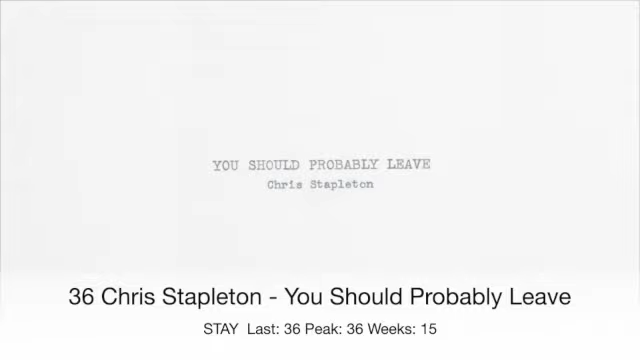 YOU SHOULD PROBABLY LEAVE
Chris Stapleton
36 Chris Stapleton - You Should Probably Leave
STAY Last: 36 Peak: 36 Weeks: 15